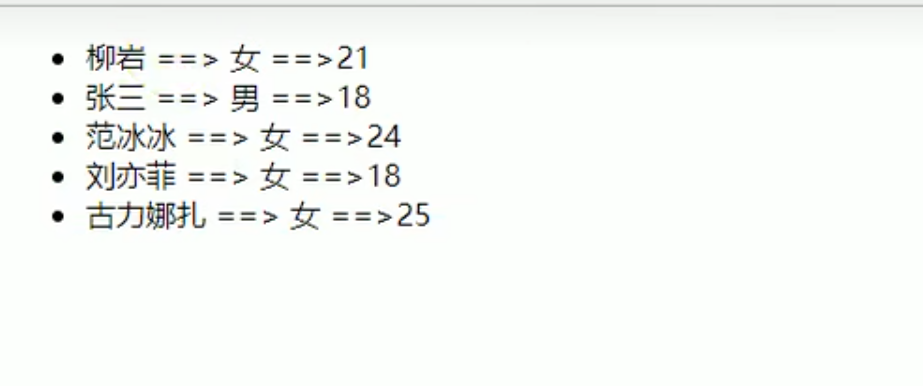 柳岩 ==> 女 ==>21
张三 ==> 男 ==>18
范冰冰 ==> 女 ==>24
刘亦菲 ==> 女 ==>18
古力娜扎 ==> 女 ==>25